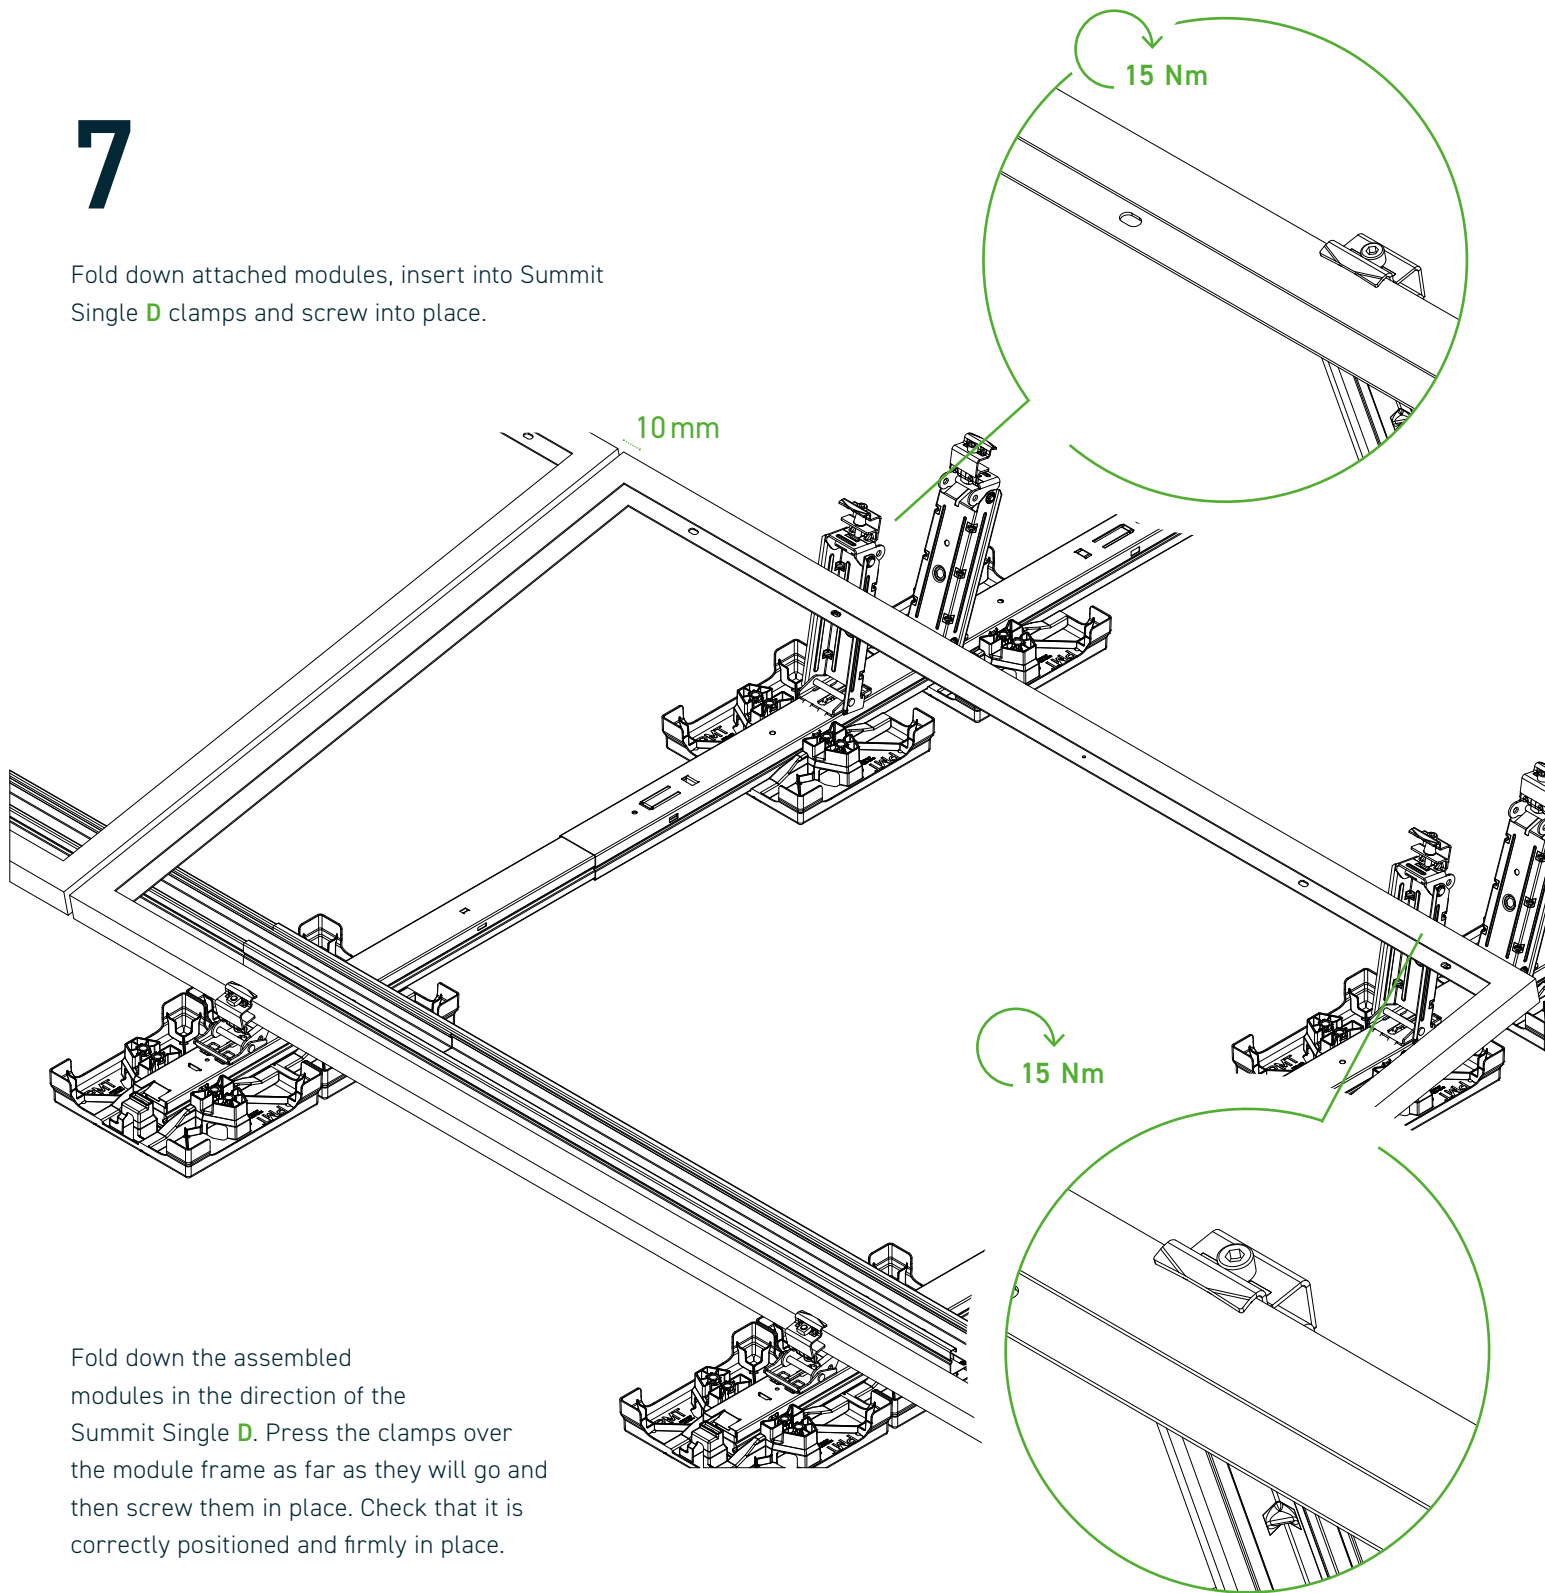 15 Nm
7
Fold down attached modules, insert into Summit
Single D clamps and screw into place.
10 mm
15 Nm
Fold down the assembled
modules in the direction of the
Summit Single D. Press the clamps over
the module frame as far as they will go and
then screw them in place. Check that it is
correctly positioned and firmly in place.